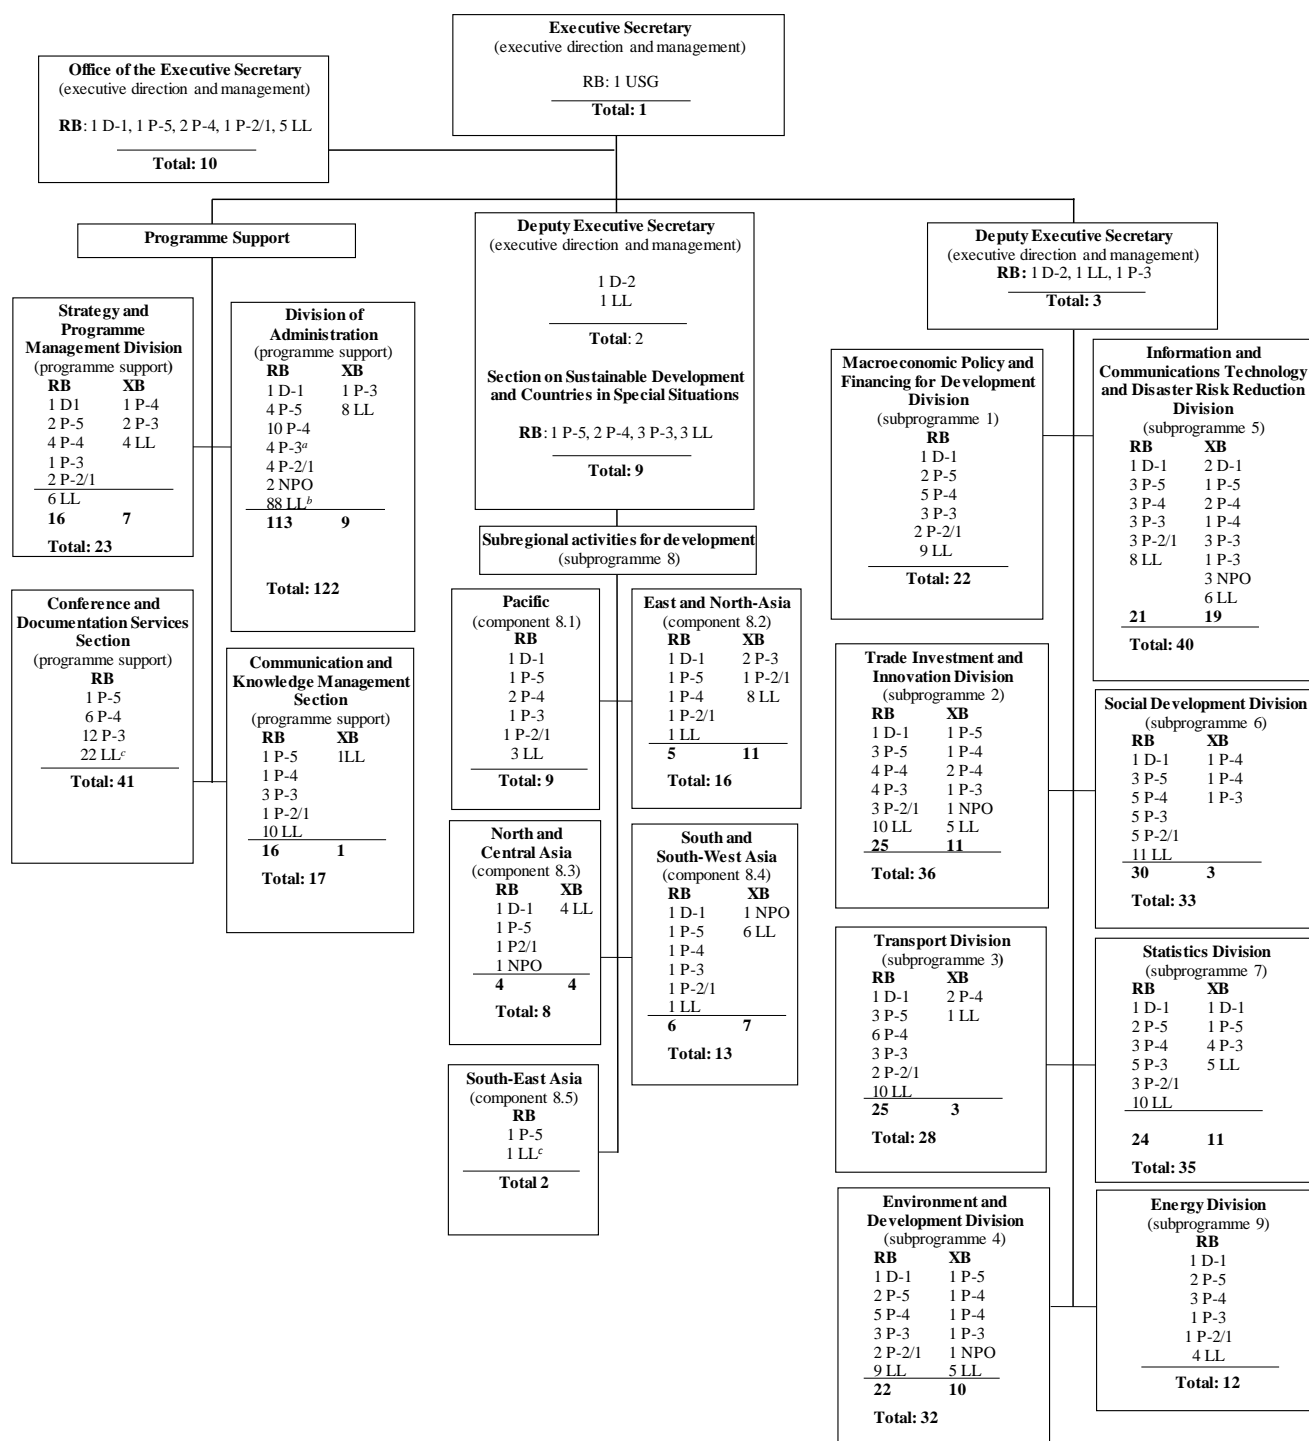 Executive Secretary
(executive direction and management)
RB: 1 USG
Total: 1
Office of the Executive Secretary
(executive direction and management)
RB: 1 D-1, 1 P-5, 2 P-4, 1 P-2/1, 5 LL
Total: 10
Programme Support
Strategy and
Programme
Management Division
(programme support)
RB XB
1 D1 1 P-4
2 P-5 2 P-3
4 P-4 4 LL
1 P-3
2 P-2/1
6 LL
16 7
Total: 23
Division of
Administration
(programme support)
RB XB
1 D-1 1 P-3
4 P-5 8 LL
10 P-4
4 P-3a
4 P-2/1
2 NPO
88 LLb
113 9
Total: 122
Conference and
Documentation Services
Section
(programme support)
RB
1 P-5
6 P-4
12 P-3
22 LLc
Total: 41
Communication and
Knowledge Management
Section
(programme support)
RB XB
1 P-5 1LL
1 P-4
3 P-3
1 P-2/1
10 LL
16 1
Total: 17
Deputy Executive Secretary
(executive direction and management)
1 D-2
1 LL
Total: 2
Section on Sustainable Development
and Countries in Special Situations
RB: 1 P-5, 2 P-4, 3 P-3, 3 LL
Total: 9
Subregional activities for development
(subprogramme 8)
Pacific
(component 8.1)
RB
1 D-1
1 P-5
2 P-4
1 P-3
1 P-2/1
3 LL
Total: 9
East and North-Asia
(component 8.2)
RB XB
1 D-1 2 P-3
1 P-5 1 P-2/1
1 P-4 8 LL
1 P-2/1
1 LL
5 11
Total: 16
North and
Central Asia
(component 8.3)
RB XB
1 D-1 4 LL
1 P-5
1 P2/1
1 NPO
4 4
Total: 8
South and
South-West Asia
(component 8.4)
RB XB
1 D-1 1 NPO
1 P-5 6 LL
1 P-4
1 P-3
1 P-2/1
1 LL
6 7
Total: 13
South-East Asia
(component 8.5)
RB
1 P-5
1 LLc
Total 2
Deputy Executive Secretary
(executive direction and management)
RB: 1 D-2, 1 LL, 1 P-3
Total: 3
Macroeconomic Policy and
Financing for Development
Division
(subprogramme 1)
RB
1 D-1
2 P-5
5 P-4
3 P-3
2 P-2/1
9 LL
Total: 22
Information and
Communications Technology
and Disaster Risk Reduction
Division
(subprogramme 5)
RB XB
1 D-1 2 D-1
3 P-5 1 P-5
3 P-4 2 P-4
3 P-3 1 P-4
3 P-2/1 3 P-3
8 LL 1 P-3
3 NPO
6 LL
21 19
Total: 40
Trade Investment and
Innovation Division
(subprogramme 2)
RB XB
1 D-1 1 P-5
3 P-5 1 P-4
4 P-4 2 P-4
4 P-3 1 P-3
3 P-2/1 1 NPO
10 LL 5 LL
25 11
Total: 36
Social Development Division
(subprogramme 6)
RB XB
1 D-1 1 P-4
3 P-5 1 P-4
5 P-4 1 P-3
5 P-3
5 P-2/1
11 LL
30 3
Total: 33
Transport Division
(subprogramme 3)
RB XB
1 D-1 2 P-4
3 P-5 1 LL
6 P-4
3 P-3
2 P-2/1
10 LL
25 3
Total: 28
Statistics Division
(subprogramme 7)
RB XB
1 D-1 1 D-1
2 P-5 1 P-5
3 P-4 4 P-3
5 P-3 5 LL
3 P-2/1
10 LL
24 11
Total: 35
Environment and
Development Division
(subprogramme 4)
RB XB
1 D-1 1 P-5
2 P-5 1 P-4
5 P-4 1 P-4
3 P-3 1 P-3
2 P-2/1 1 NPO
9 LL 5 LL
22 10
Total: 32
Energy Division
(subprogramme 9)
RB
1 D-1
2 P-5
3 P-4
1 P-3
1 P-2/1
4 LL
Total: 12